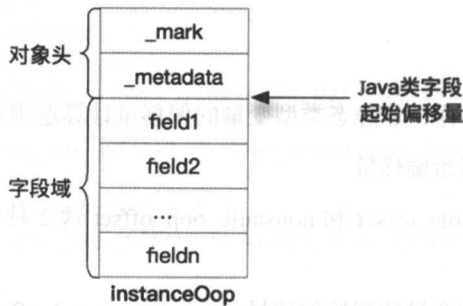 _mark
对象头
_metadata
Java类字段
起始偏移量
field1
field2
字段域
...
fieldn
instanceOop